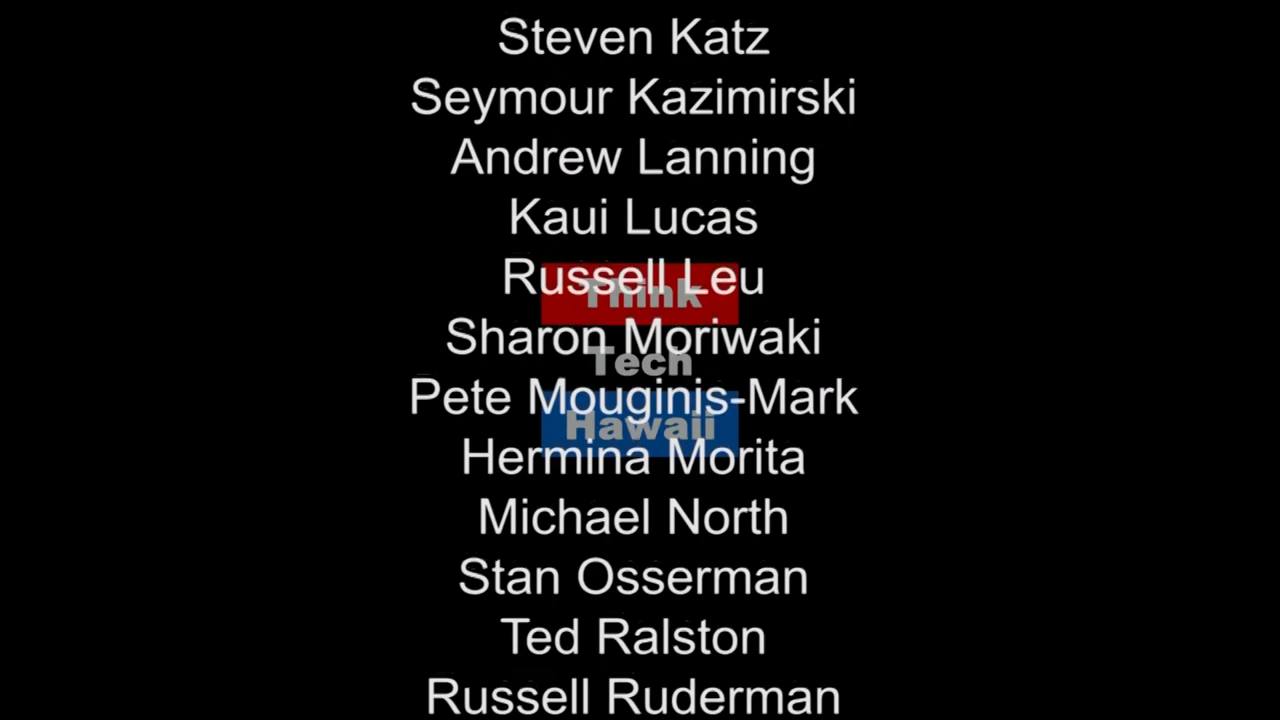 Steven Katz
Seymour Kazimirski
Andrew Lanning
Kaui Lucas
Russell Leu
Think
Sharon Moriwaki
Tech
Pete Mouginis-Mark
Hawaii
Hermina Morita
Michael North
Stan Osserman
Ted Ralston
Russell Ruderman